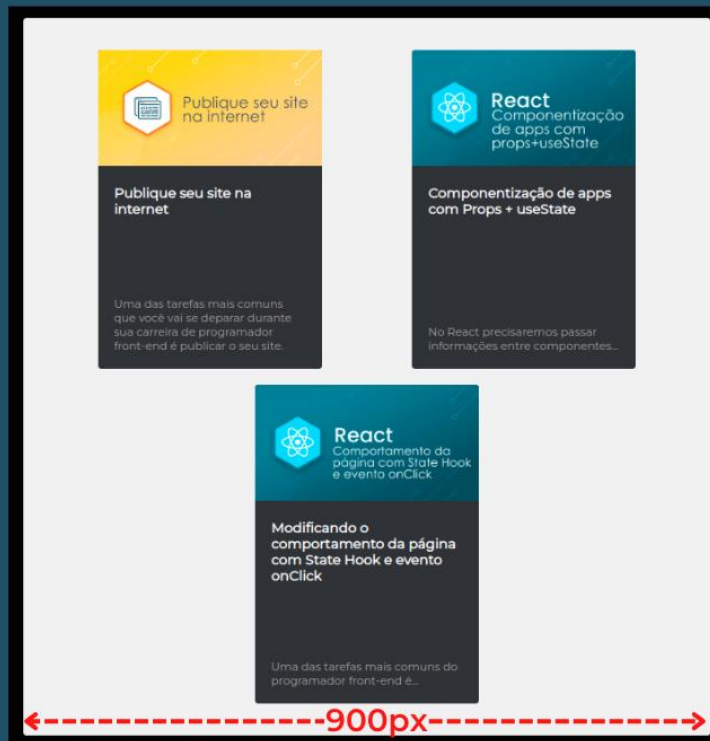 Publique seu site
na internet
Publique seu site na
internet
Uma das tarefas mais comuns
que você vai se deparar durante
sua carreira de programador
front-end é publicar o seu site.
React
Componentização
de apps com
props+useState
Componentização de apps
com Props + useState
No React precisaremos passar
informações entre componentes...
React
Comportamento da
página com State Hook
e evento onClick
Modificando o
comportamento da página
com State Hook e evento
onClick
Uma das tarefas mais comuns do
programador front-end é...
900px